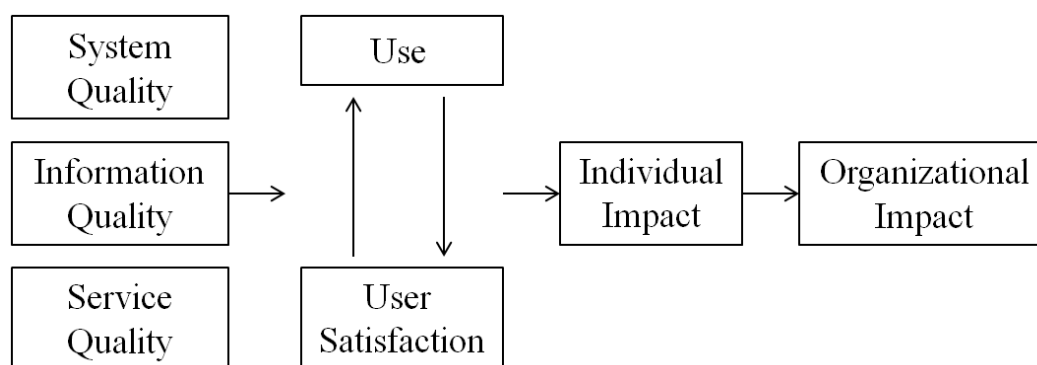 System
Quality
Use
Information
Quality
Individual
Impact
Organizational
Impact
Service
Quality
User
Satisfaction